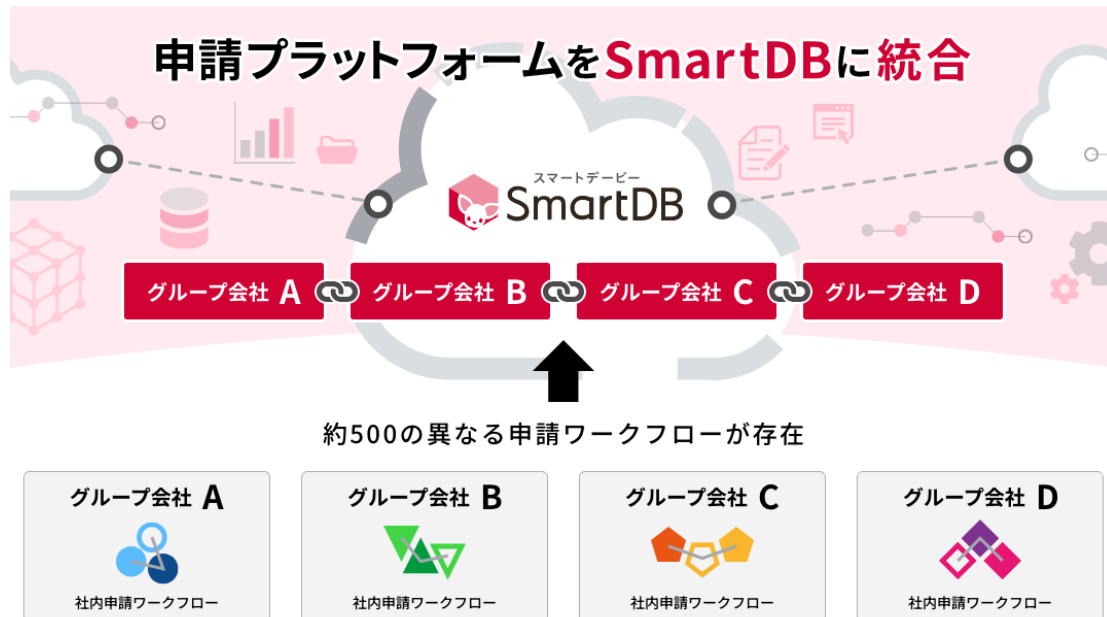 申請プラットフォームをSmartDBに統合
スマートデービー
SmartDB
グループ会社 A
グループ会社 B
グループ会社 C
グループ会社 D
約500の異なる申請ワークフローが存在
グループ会社 A
社内申請ワークフロー
グループ会社 B
社内申請ワークフロー
グループ会社 C
社内申請ワークフロー
グループ会社 D
社内申請ワークフロー